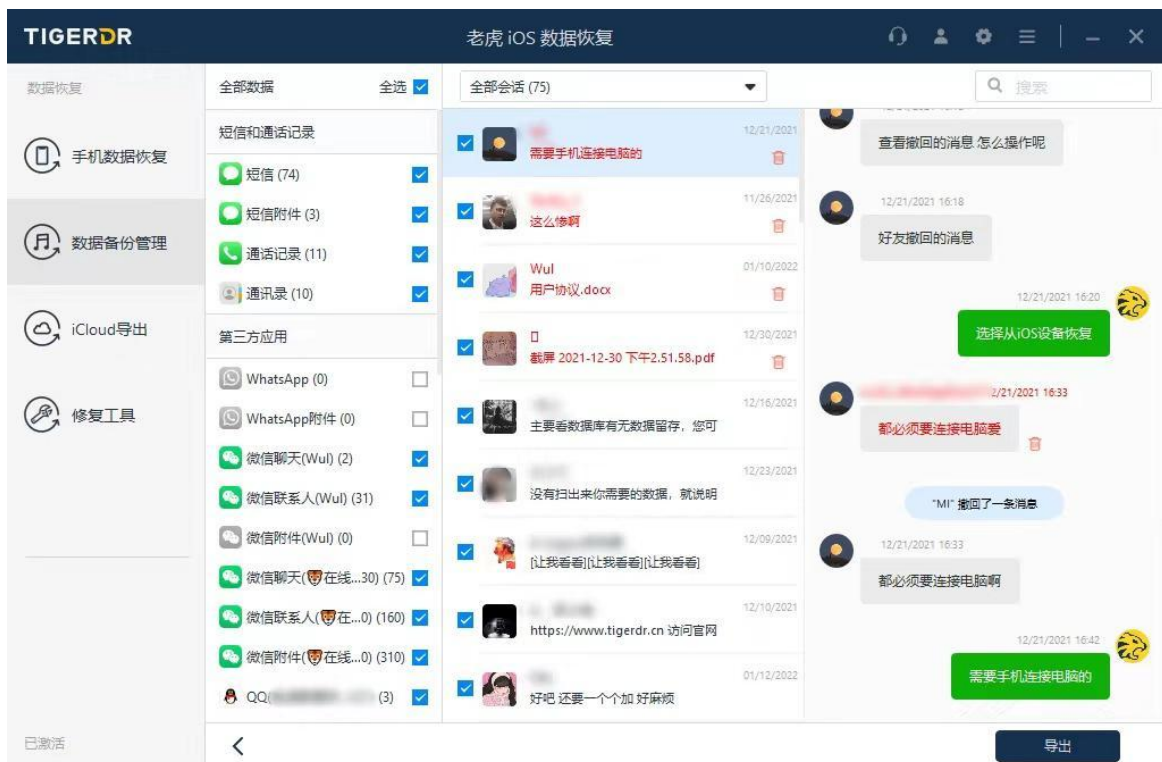 TIGERDR
老虎 iOS 数据恢复
数据恢复
手机数据恢复
数据备份管理
iCloud导出
修复工具
已激活
全部数据 全选
短信和通话记录
短信 (74)
短信附件 (3)
通话记录 (11)
通讯录 (10)
第三方应用
WhatsApp (0)
WhatsApp附件 (0)
微信聊天(Wul) (2)
微信联系人(Wul) (31)
微信附件(Wul) (0)
微信聊天(🐯在线...30) (75)
微信联系人(🐯在...0) (160)
微信附件(🐯在线...0) (310)
QQ( (3)
全部会话 (75)
12/21/2021
需要手机连接电脑的
11/26/2021
这么惨啊
Wul 01/10/2022
用户协议.docx
12/30/2021
截屏 2021-12-30 下午2.51.58.pdf
12/16/2021
主要看数据库有无数据留存，您可
12/23/2021
没有扫出来你需要的数据，就说明
12/09/2021
[让我看看][让我看看][让我看看]
12/10/2021
https://www.tigerdr.cn 访问官网
01/12/2022
好吧 还要一个个加 好麻烦
搜索
查看撤回的消息 怎么操作呢
12/21/2021 16:18
好友撤回的消息
12/21/2021 16:20
选择从iOS设备恢复
2/21/2021 16:33
都必须要连接电脑爱
"MI" 撤回了一条消息
12/21/2021 16:33
都必须要连接电脑啊
12/21/2021 16:42
需要手机连接电脑的
导出